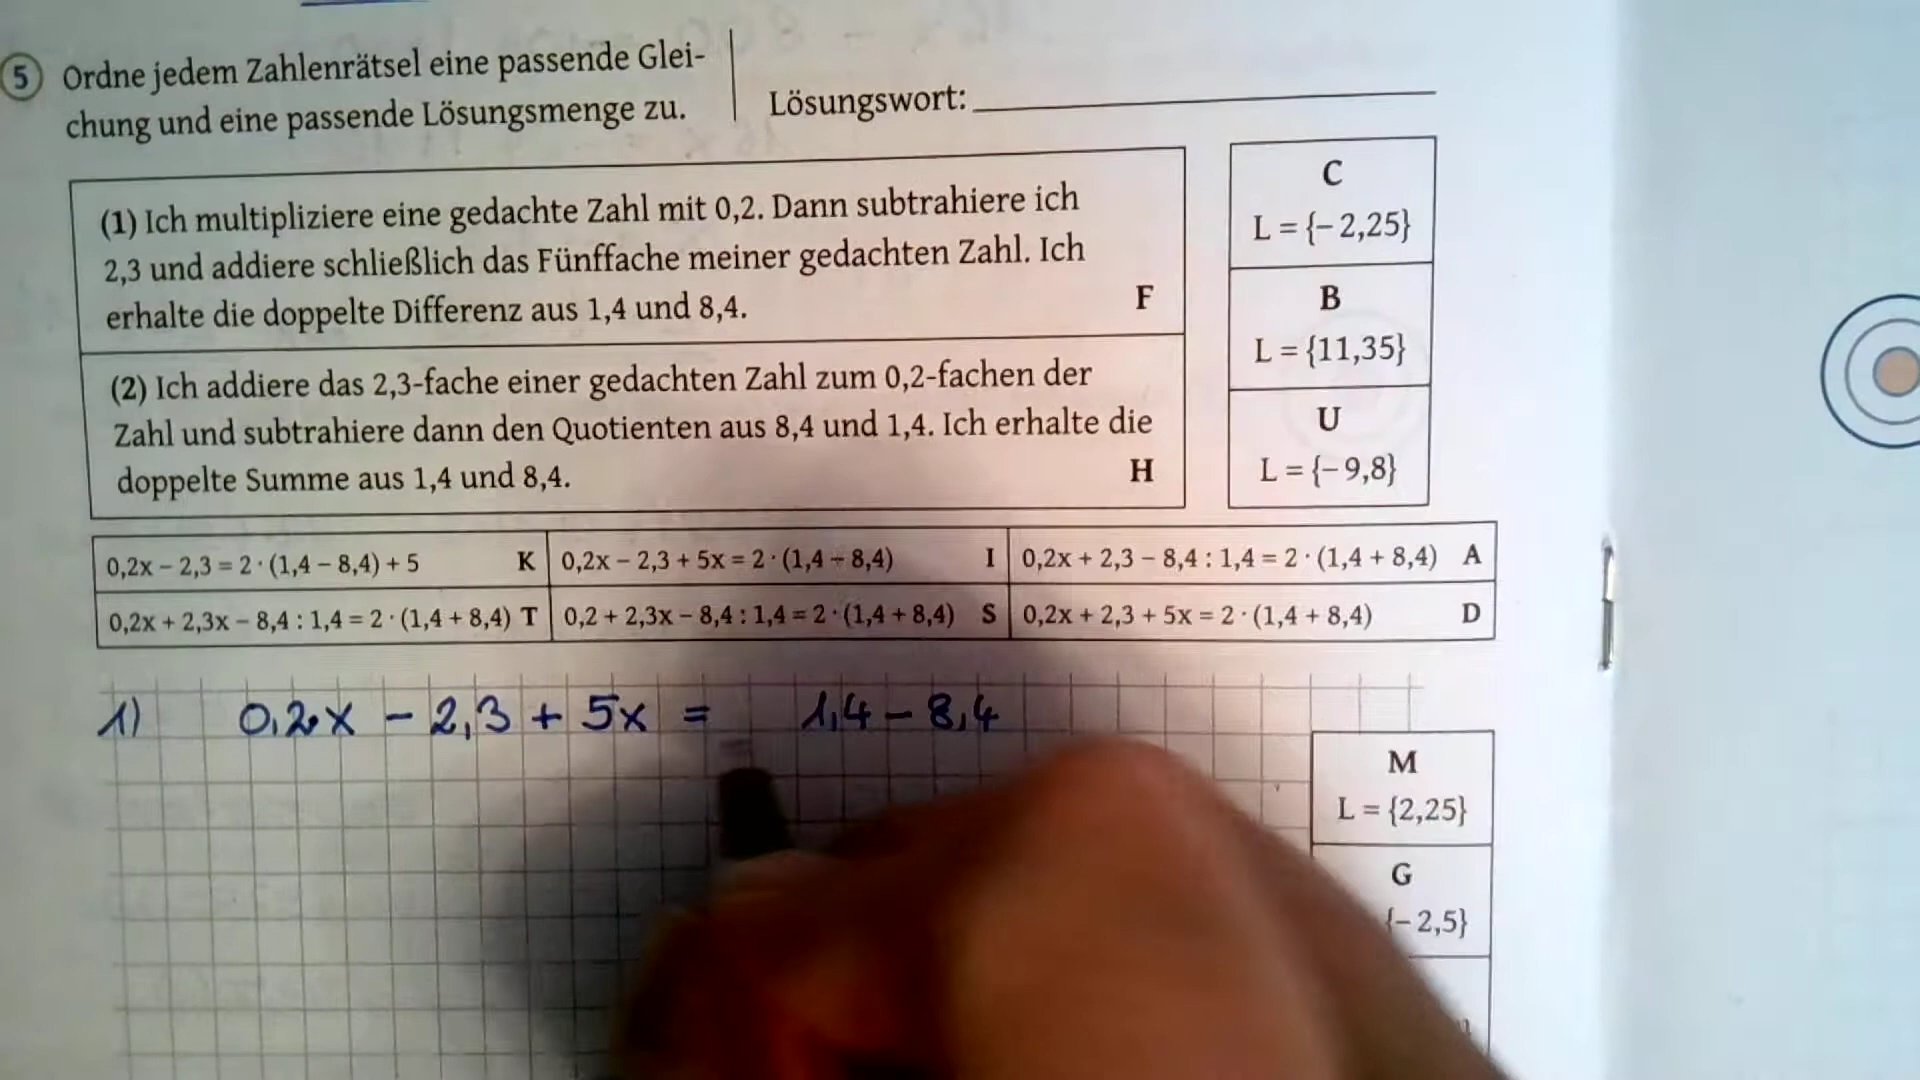 5 Ordne jedem Zahlenrätsel eine passende Glei-
chung und eine passende Lösungsmenge zu.
Lösungswort:
(1) Ich multipliziere eine gedachte Zahl mit 0,2. Dann subtrahiere ich
2,3 und addiere schließlich das Fünffache meiner gedachten Zahl. Ich
erhalte die doppelte Differenz aus 1,4 und 8,4. F
(2) Ich addiere das 2,3-fache einer gedachten Zahl zum 0,2-fachen der
Zahl und subtrahiere dann den Quotienten aus 8,4 und 1,4. Ich erhalte die
doppelte Summe aus 1,4 und 8,4. H
C
L = {– 2,25}
B
L = {11,35}
U
L = {– 9,8}
0,2x – 2,3 = 2 · (1,4 – 8,4) + 5 K
0,2x – 2,3 + 5x = 2 · (1,4 – 8,4) I
0,2x + 2,3 – 8,4 : 1,4 = 2 · (1,4 + 8,4) A
0,2x + 2,3x – 8,4 : 1,4 = 2 · (1,4 + 8,4) T
0,2 + 2,3x – 8,4 : 1,4 = 2 · (1,4 + 8,4) S
0,2x + 2,3 + 5x = 2 · (1,4 + 8,4) D
1) 0,2x – 2,3 + 5x = 1,4 – 8,4
M
L = {2,25}
G
{– 2,5}